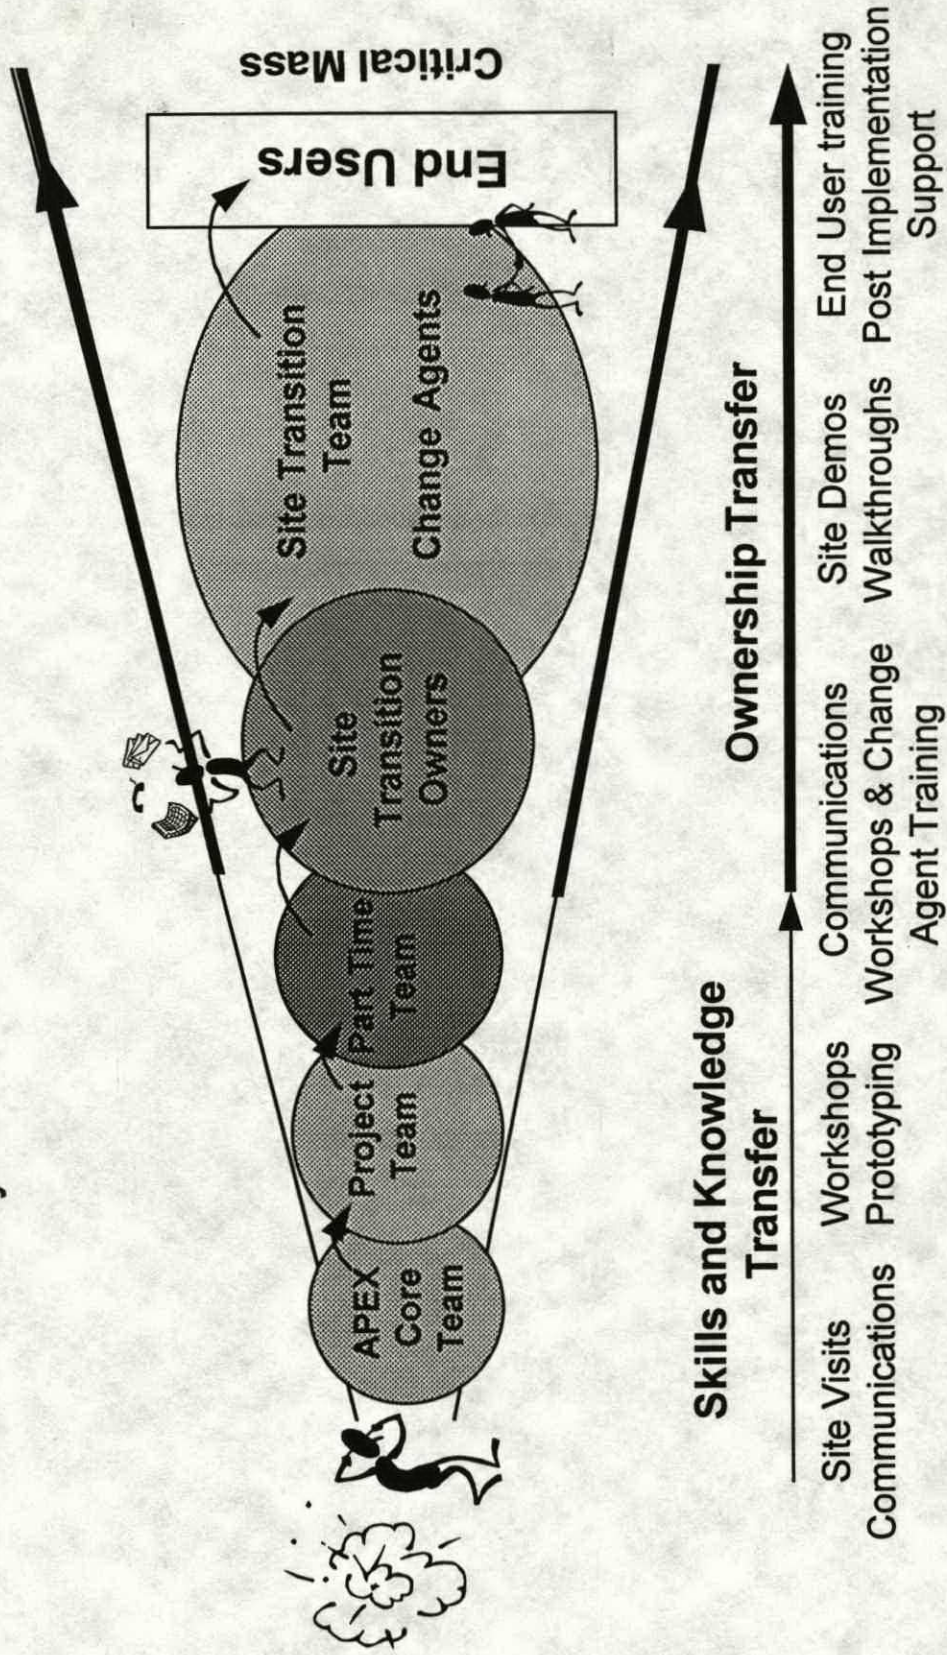 APEX
Core
Team
Project
Team
Part Time
Team
Site
Transition
Owners
Site Transition
Team
Change Agents
End Users
Critical Mass
Skills and Knowledge
Transfer
Ownership Transfer
Site Visits
Communications
Workshops
Prototyping
Communications
Workshops & Change
Agent Training
Site Demos
Walkthroughs
End User training
Post Implementation
Support